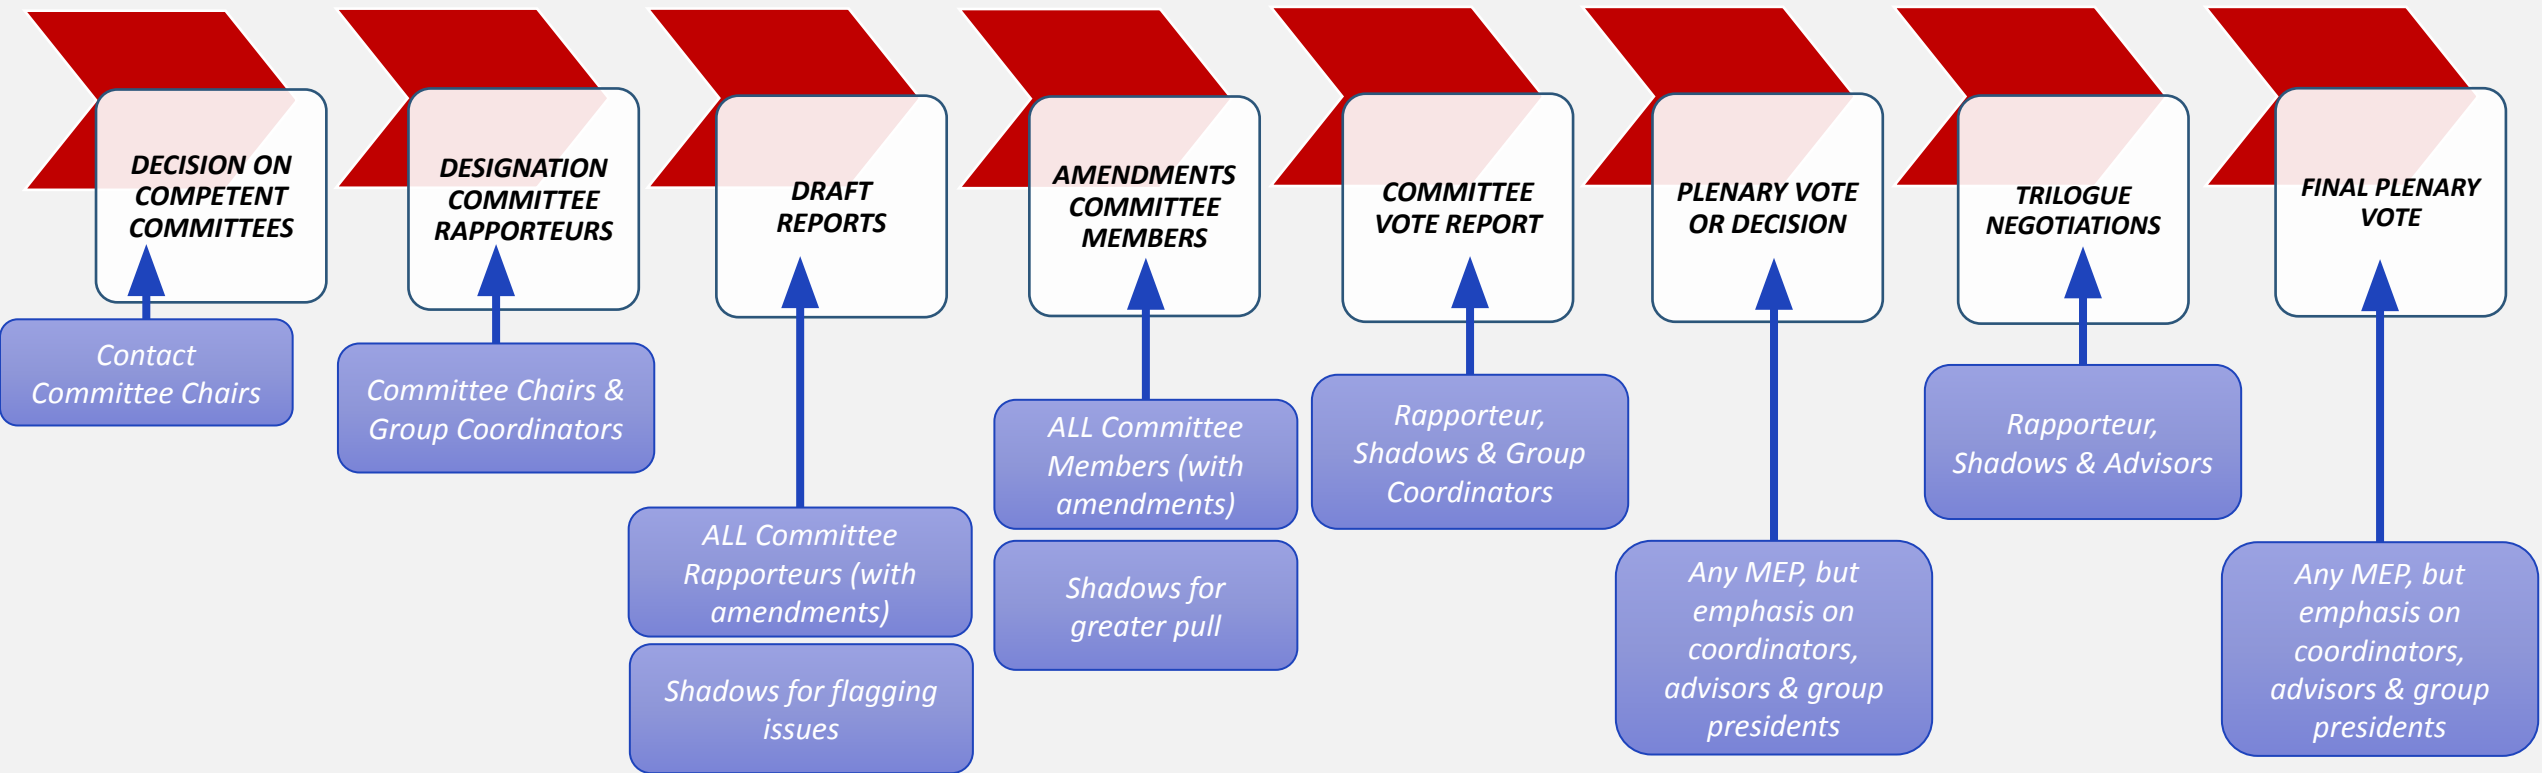 DECISION ON
COMPETENT
COMMITTEES
DESIGNATION
COMMITTEE
RAPPORTEURS
DRAFT
REPORTS
AMENDMENTS
COMMITTEE
MEMBERS
COMMITTEE
VOTE REPORT
PLENARY VOTE
OR DECISION
TRILOGUE
NEGOTIATIONS
FINAL PLENARY
VOTE
Contact
Committee Chairs
Committee Chairs &
Group Coordinators
ALL Committee
Rapporteurs (with
amendments)
Shadows for flagging
issues
ALL Committee
Members (with
amendments)
Shadows for
greater pull
Rapporteur,
Shadows & Group
Coordinators
Any MEP, but
emphasis on
coordinators,
advisors & group
presidents
Rapporteur,
Shadows & Advisors
Any MEP, but
emphasis on
coordinators,
advisors & group
presidents